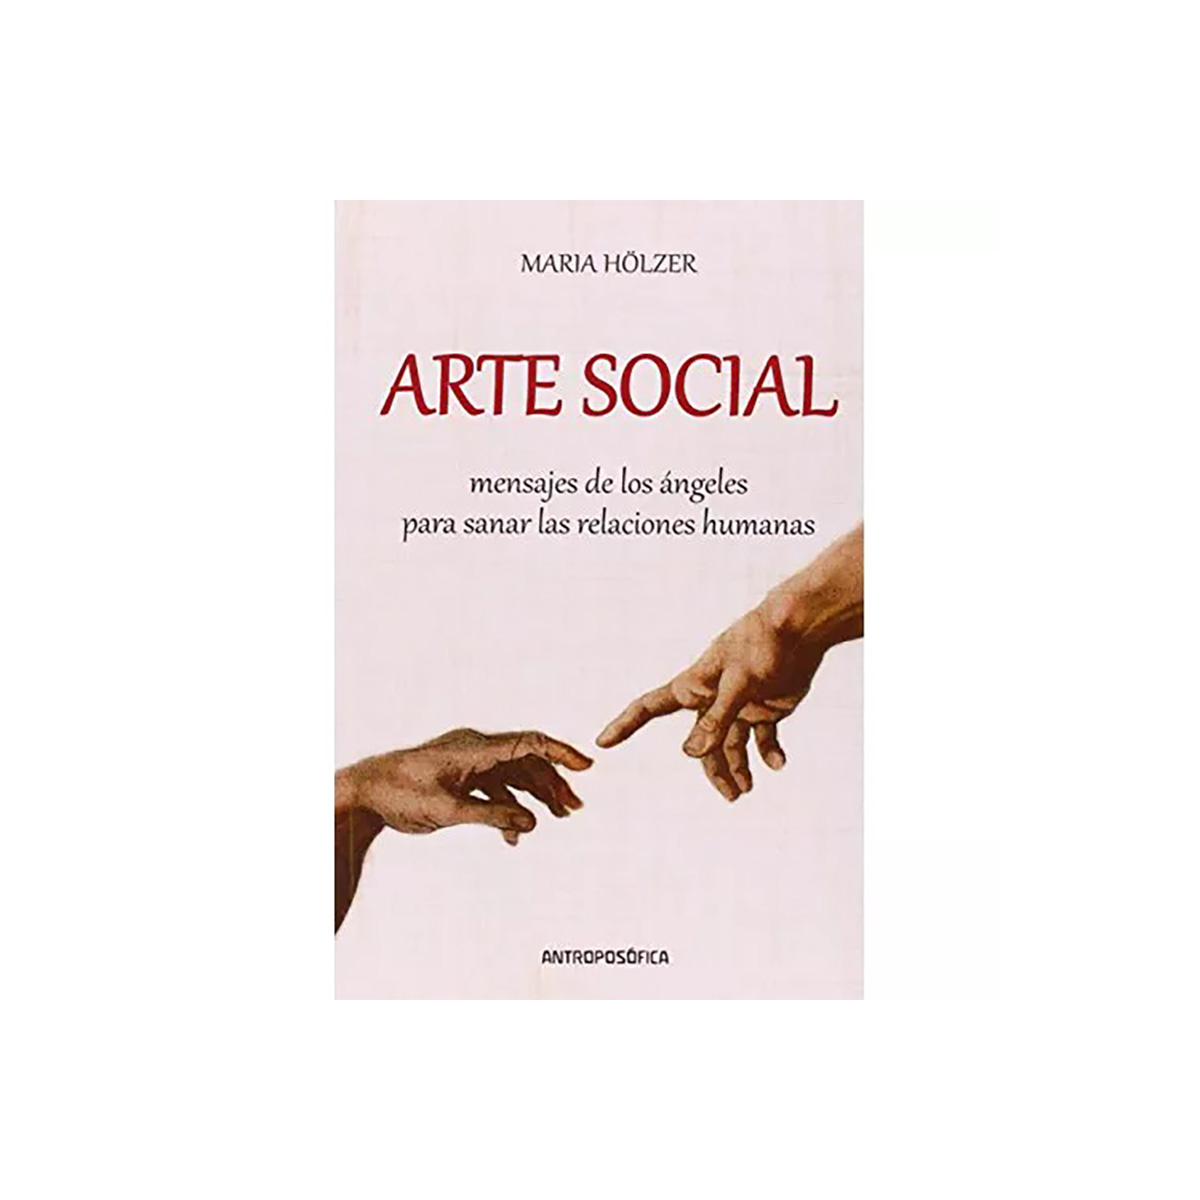 MARIA HÖLZER
ARTE SOCIAL
mensajes de los ángeles
para sanar las relaciones humanas
ANTROPOSÓFICA